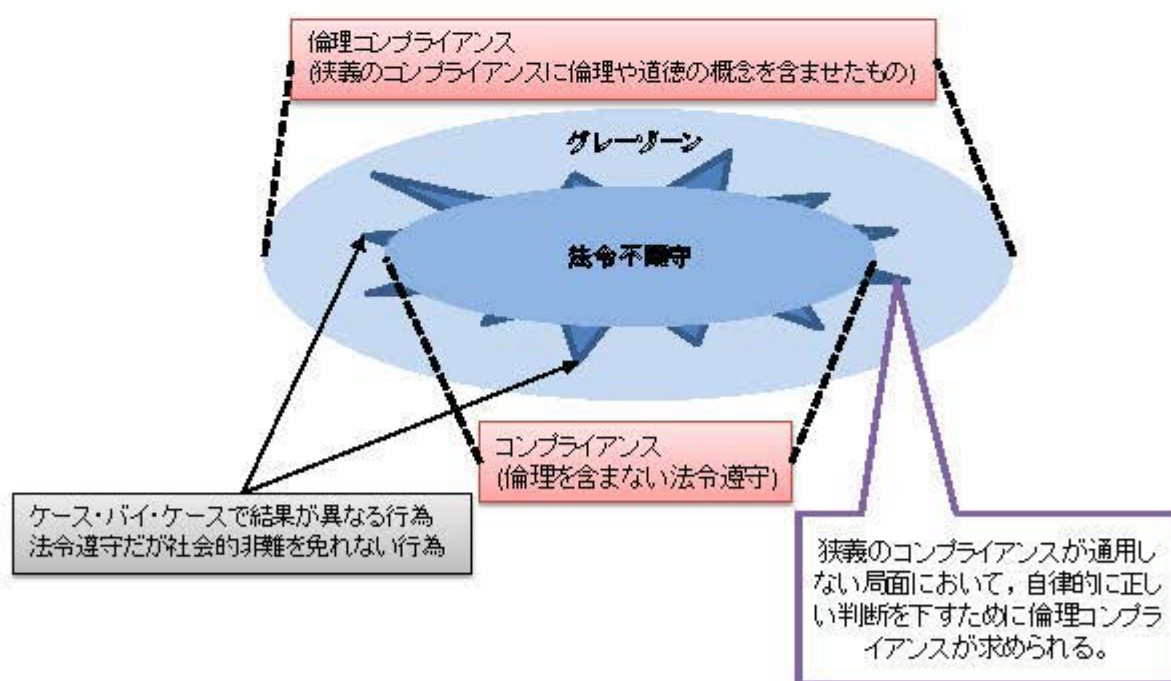 倫理コンプライアンス
(狭義のコンプライアンスに倫理や道徳の概念を含ませたもの)
グレーゾーン
法令不遵守
コンプライアンス
(倫理を含まない法令遵守)
ケース・バイ・ケースで結果が異なる行為
法令遵守だが社会的非難を免れない行為
狭義のコンプライアンスが通用し
ない局面において，自律的に正し
い判断を下すために倫理コンプラ
イアンスが求められる。